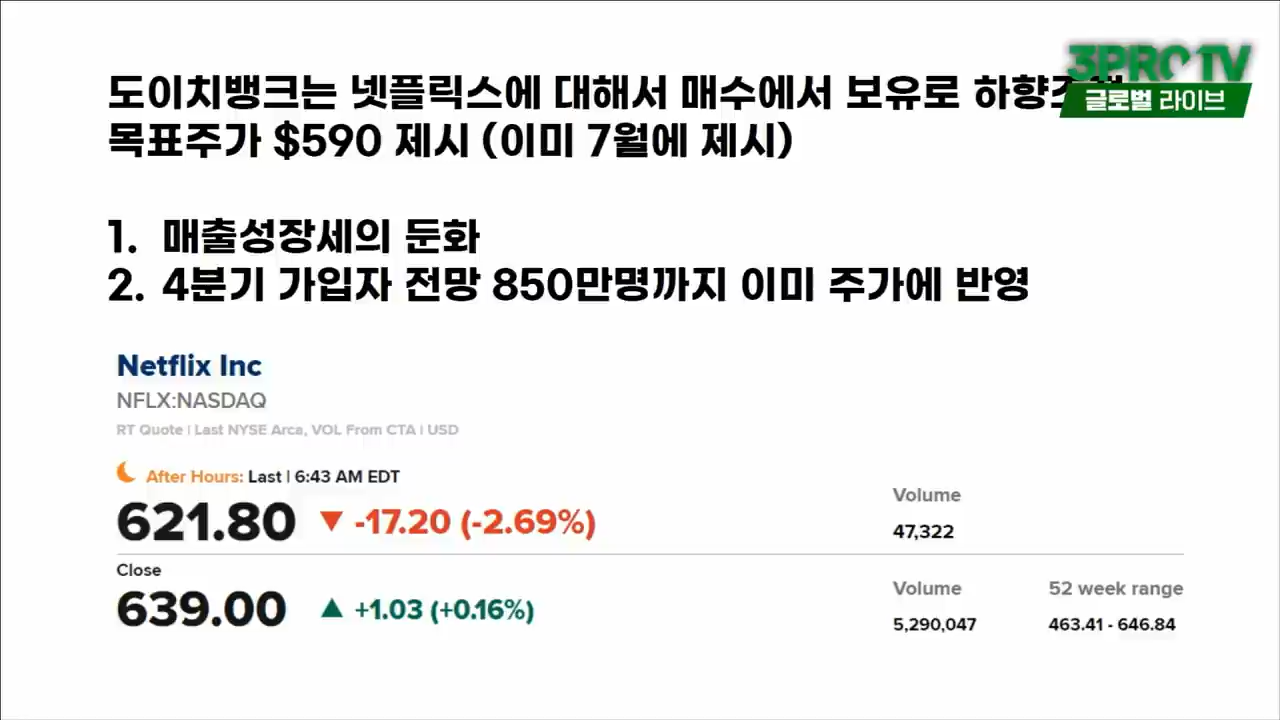 도이치뱅크는 넷플릭스에 대해서 매수에서 보유로
목표주가 $590 제시 (이미 7월에 제시)
3PRO TV
글로벌 라이브
1. 매출성장세의 둔화
2. 4분기 가입자 전망 850만명까지 이미 주가에 반영
Netflix Inc
NFLX:NASDAQ
RT Quote | Last NYSE Arca, VOL From CTA | USD
After Hours: Last | 6:43 AM EDT
621.80 ▼ -17.20 (-2.69%)
Volume
47,322
Close
639.00 ▲ +1.03 (+0.16%)
Volume 52 week range
5,290,047 463.41 - 646.84